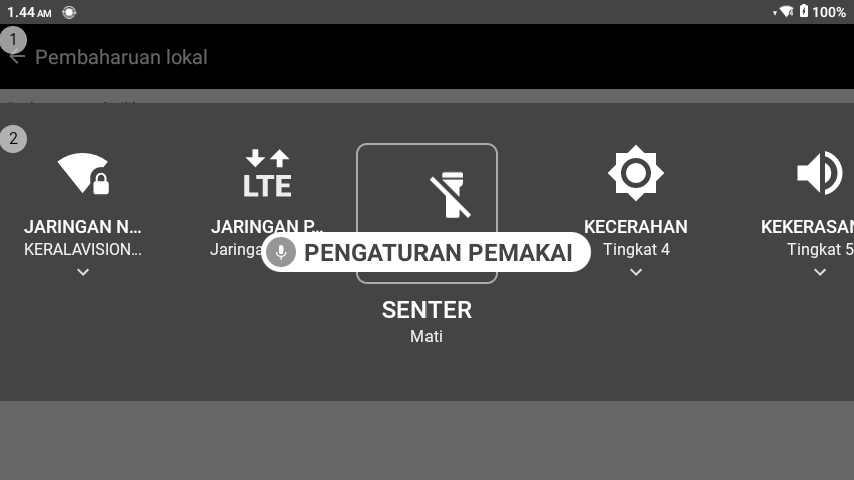 1.44 AM
100%
1
Pembaharuan lokal
2
LTE
JARINGAN N...
KERALAVISION...
JARINGAN P...
Jaringa
KECERAHAN
Tingkat 4
KEKERASAN
Tingkat 5
PENGATURAN PEMAKAI
SENTER
Mati